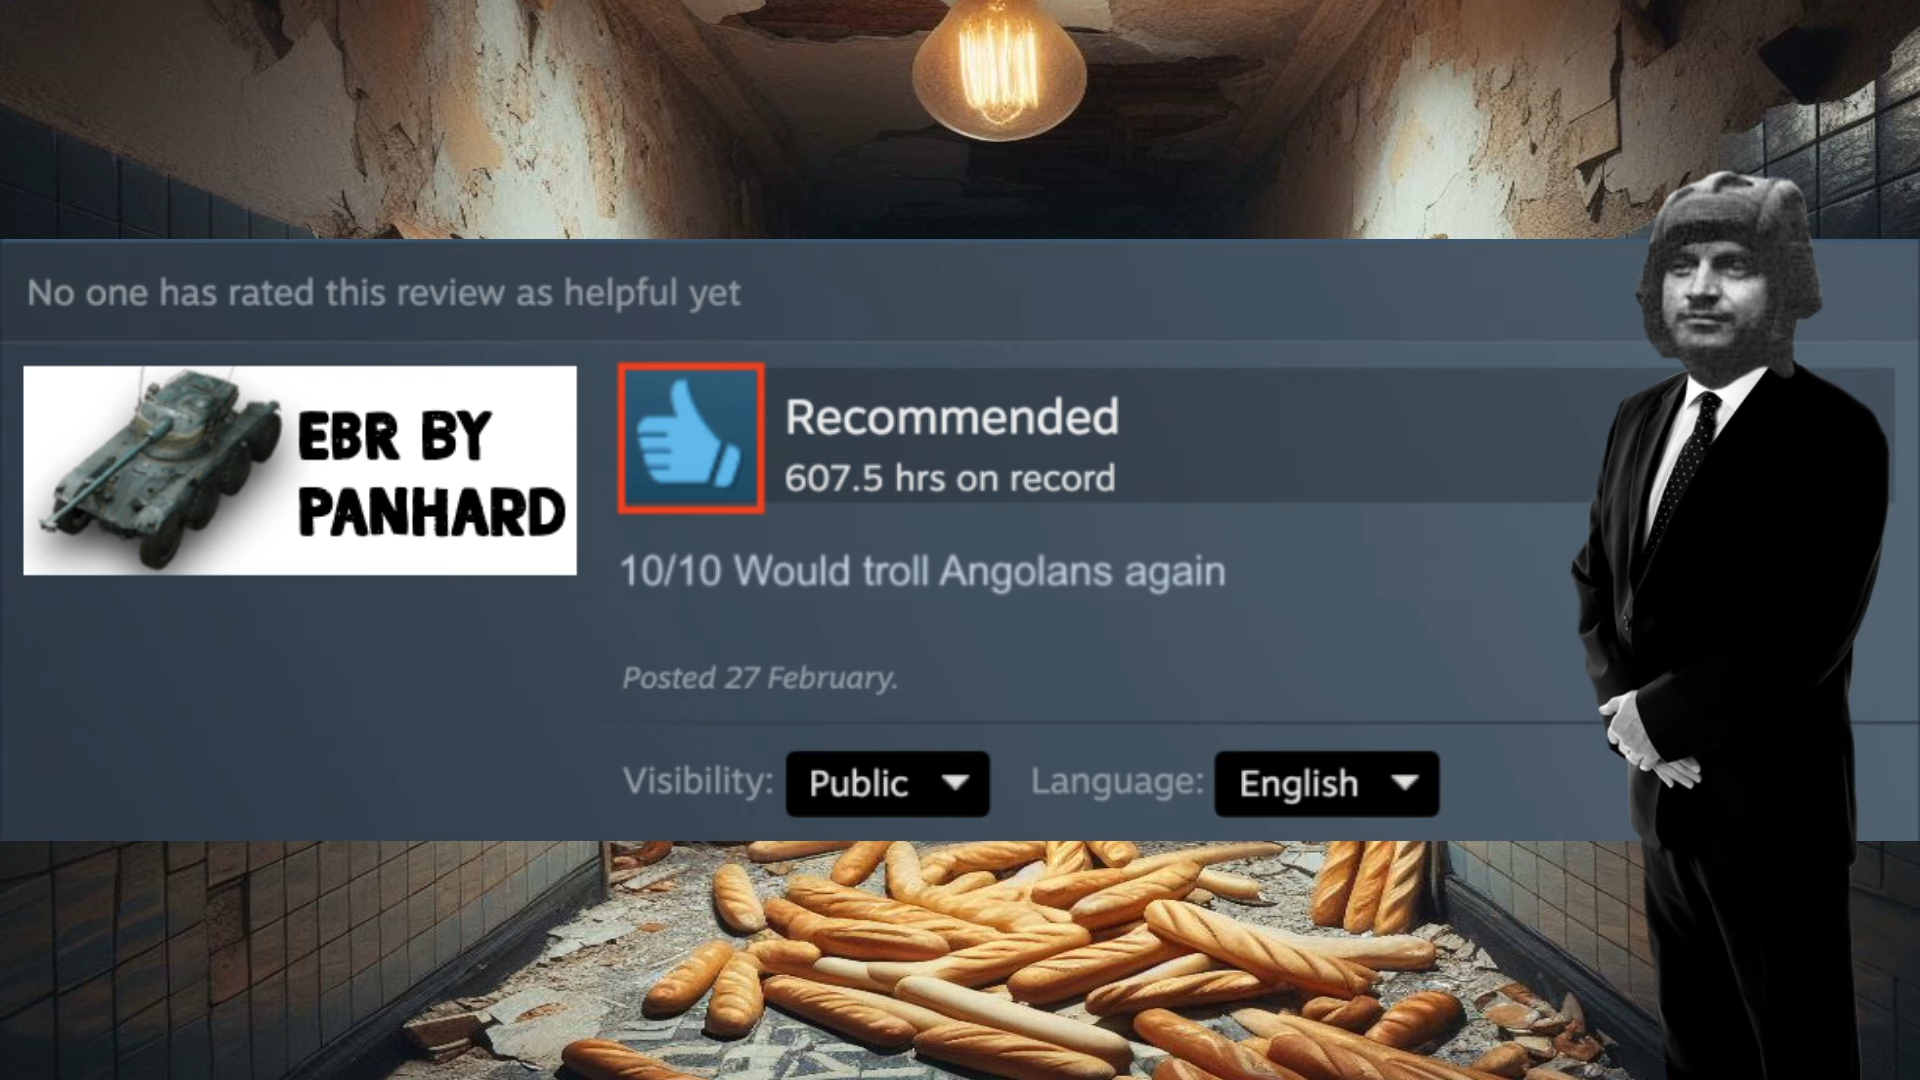 No one has rated this review as helpful yet
EBR BY
PANHARD
Recommended
607.5 hrs on record
10/10 Would troll Angolans again
Posted 27 February.
Visibility: Public Language: English